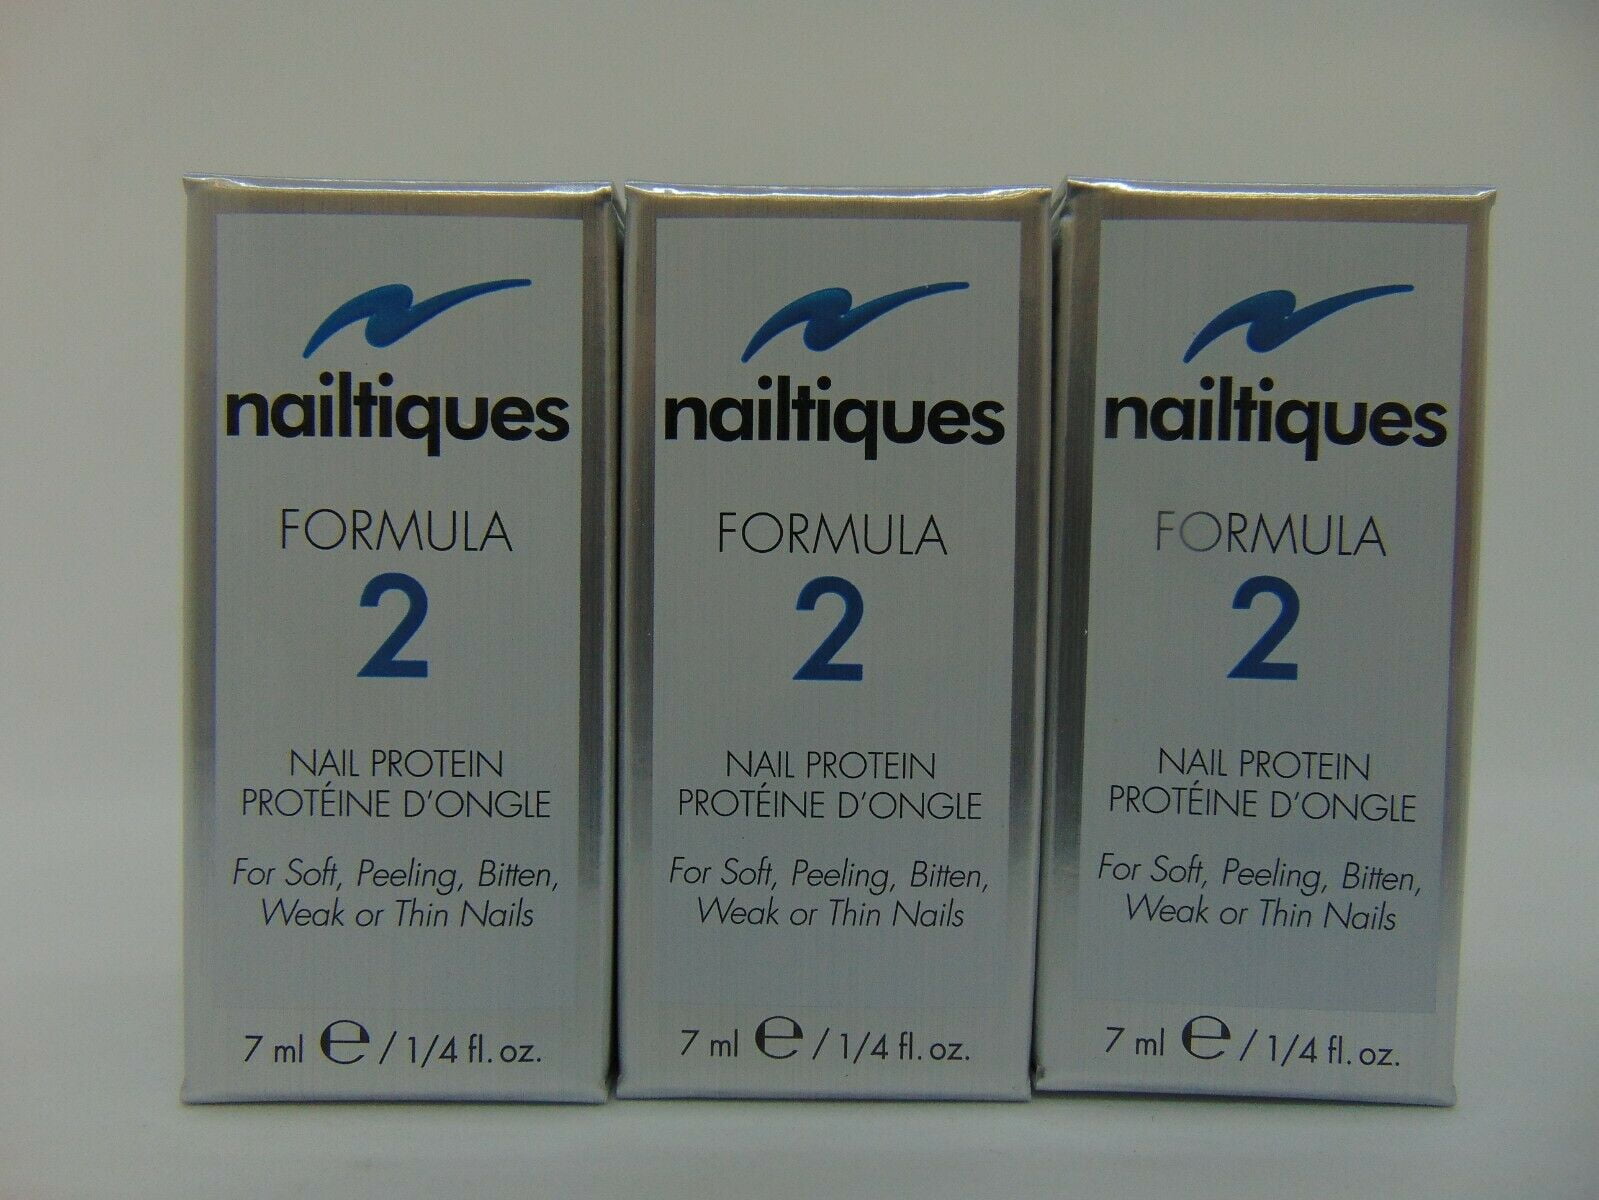 nailtiques
FORMULA
2
NAIL PROTEIN
PROTÉINE D'ONGLE
For Soft, Peeling, Bitten,
Weak or Thin Nails
7 ml ℮ / 1/4 fl. oz.
nailtiques
FORMULA
2
NAIL PROTEIN
PROTÉINE D'ONGLE
For Soft, Peeling, Bitten,
Weak or Thin Nails
7 ml ℮ / 1/4 fl. oz.
nailtiques
FORMULA
2
NAIL PROTEIN
PROTÉINE D'ONGLE
For Soft, Peeling, Bitten,
Weak or Thin Nails
7 ml ℮ / 1/4 fl. oz.